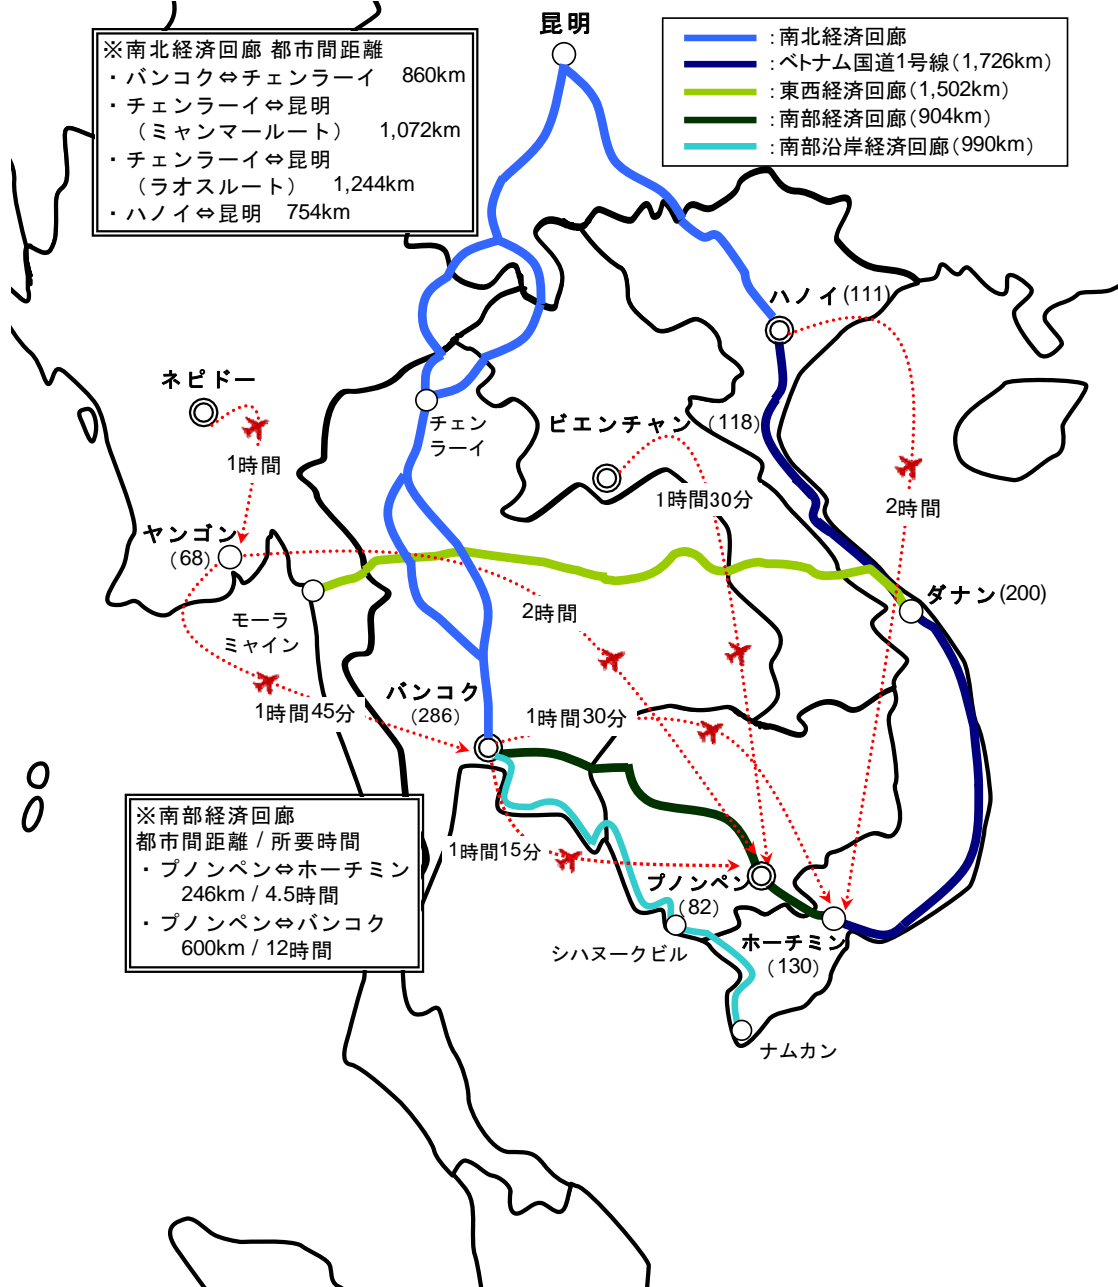 昆明
※南北経済回廊 都市間距離
・バンコク⇔チェンラーイ 860km
・チェンラーイ⇔昆明
（ミャンマールート） 1,072km
・チェンラーイ⇔昆明
（ラオスルート） 1,244km
・ハノイ⇔昆明 754km
：南北経済回廊
：ベトナム国道1号線（1,726km）
：東西経済回廊（1,502km）
：南部経済回廊（904km）
：南部沿岸経済回廊（990km）
ハノイ(111)
ネピドー
チェン
ラーイ
ビエンチャン (118)
1時間
1時間30分
2時間
ヤンゴン
(68)
ダナン(200)
モーラ
ミャイン
2時間
バンコク
(286)
1時間45分
1時間30分
※南部経済回廊
都市間距離 / 所要時間
・プノンペン⇔ホーチミン
246km / 4.5時間
・プノンペン⇔バンコク
600km / 12時間
1時間15分
プノンペン
(82)
シハヌークビル
ホーチミン
(130)
ナムカン